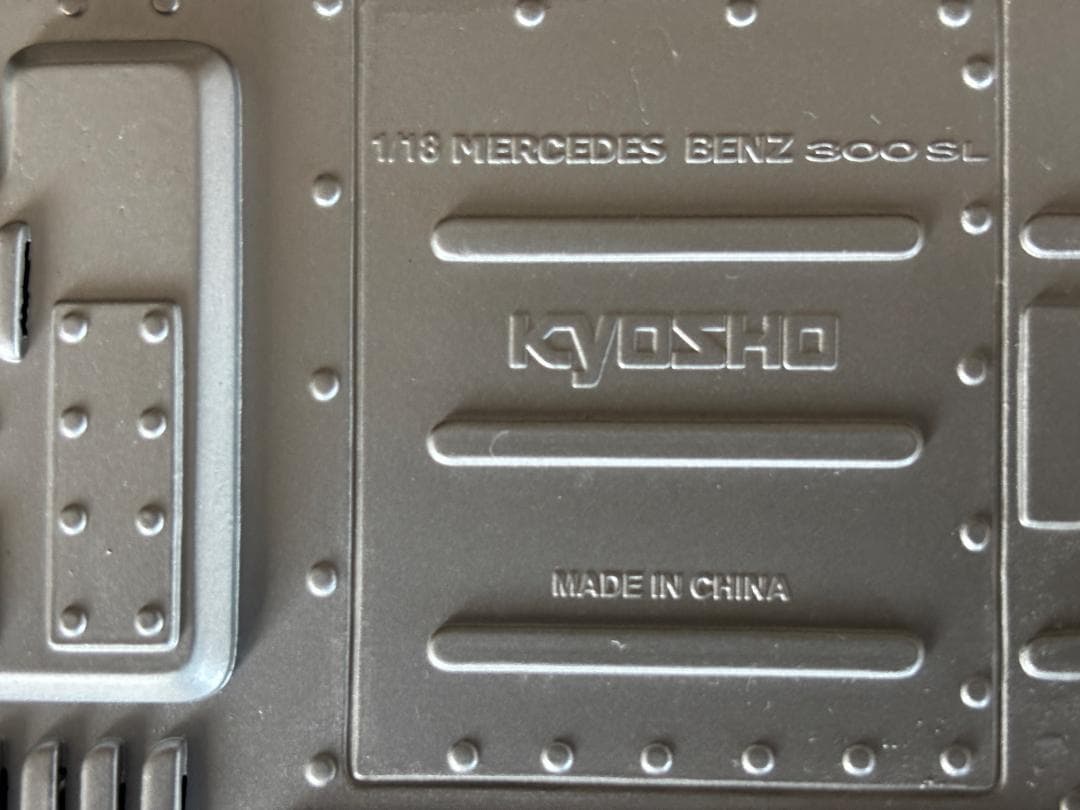 1/18 MERCEDES BENZ 300 SL
KYOSHO
MADE IN CHINA